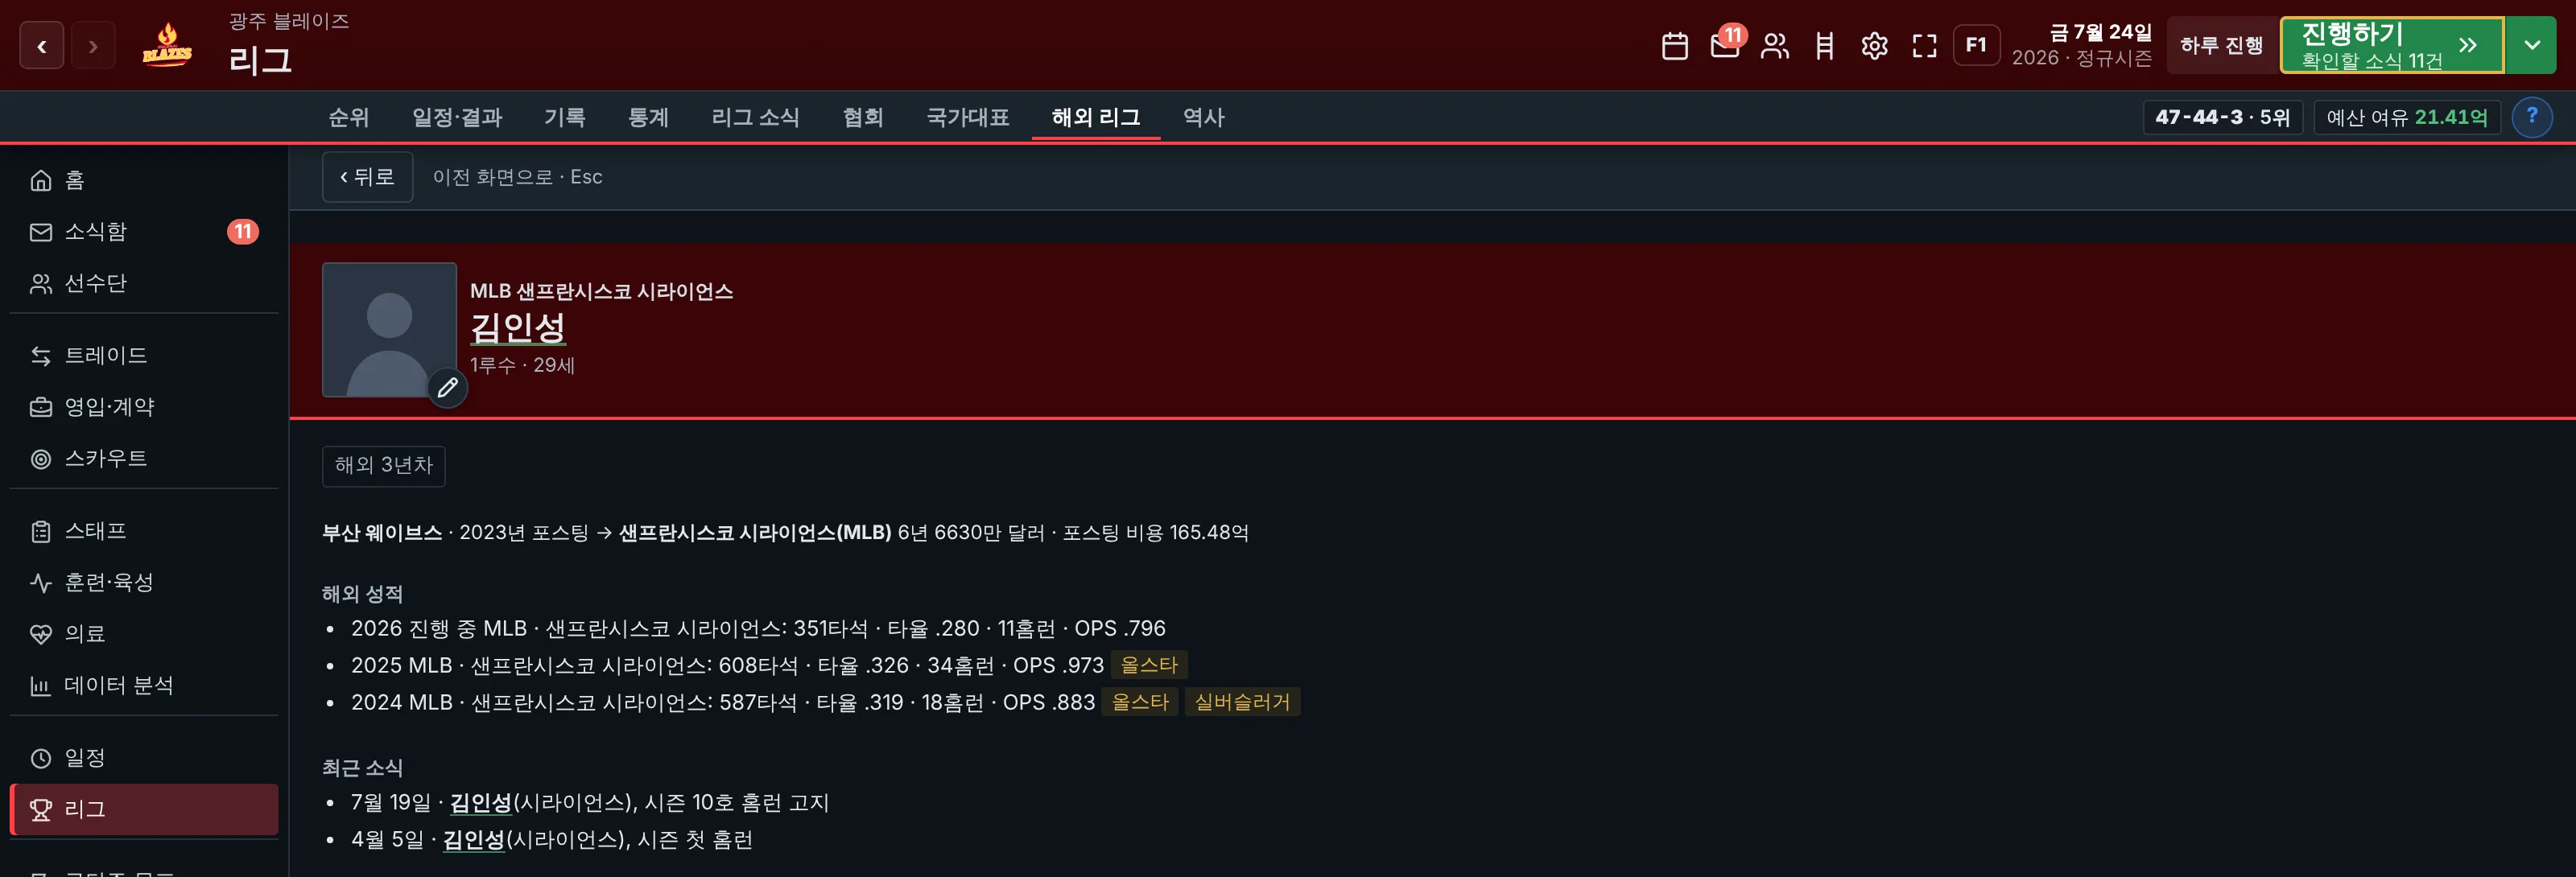 광주 블레이즈
리그
BLAZES
11
F1
금 7월 24일
2026 · 정규시즌
하루 진행
진행하기
확인할 소식 11건
순위 일정·결과 기록 통계 리그 소식 협회 국가대표 해외 리그 역사
47-44-3 · 5위
예산 여유 21.41억
?
홈
소식함 11
선수단
트레이드
영입·계약
스카우트
스태프
훈련·육성
의료
데이터 분석
일정
리그
‹ 뒤로
이전 화면으로 · Esc
MLB 샌프란시스코 시라이언스
김인성
1루수 · 29세
해외 3년차
부산 웨이브스 · 2023년 포스팅 → 샌프란시스코 시라이언스(MLB) 6년 6630만 달러 · 포스팅 비용 165.48억
해외 성적
• 2026 진행 중 MLB · 샌프란시스코 시라이언스: 351타석 · 타율 .280 · 11홈런 · OPS .796
• 2025 MLB · 샌프란시스코 시라이언스: 608타석 · 타율 .326 · 34홈런 · OPS .973 올스타
• 2024 MLB · 샌프란시스코 시라이언스: 587타석 · 타율 .319 · 18홈런 · OPS .883 올스타 실버슬러거
최근 소식
• 7월 19일 · 김인성(시라이언스), 시즌 10호 홈런 고지
• 4월 5일 · 김인성(시라이언스), 시즌 첫 홈런